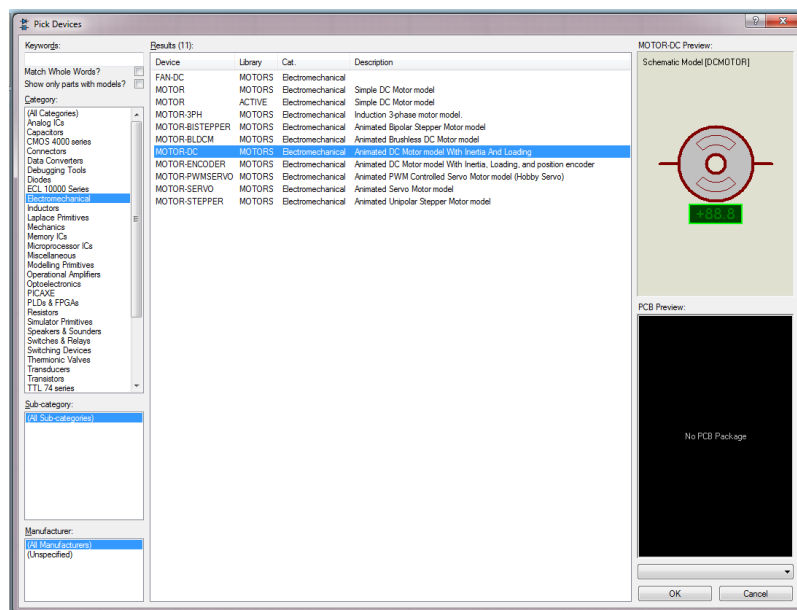 Pick Devices
Keywords:
Match Whole Words?
Show only parts with models?
Category:
(All Categories)
Analog ICs
Capacitors
CMOS 4000 series
Connectors
Data Converters
Debugging Tools
Diodes
ECL 10000 Series
Electromechanical
Inductors
Laplace Primitives
Mechanics
Memory ICs
Microprocessor ICs
Miscellaneous
Modelling Primitives
Operational Amplifiers
Optoelectronics
PICAXE
PLDs & FPGAs
Resistors
Simulator Primitives
Speakers & Sounders
Switches & Relays
Switching Devices
Thermionic Valves
Transducers
Transistors
TTL 74 series
Sub-category:
(All Sub-categories)
Manufacturer:
(All Manufacturers)
(Unspecified)
Results (11):
Device Library Cat. Description
FAN-DC MOTORS Electromechanical
MOTOR MOTORS Electromechanical Simple DC Motor model
MOTOR ACTIVE Electromechanical Simple DC Motor model
MOTOR-3PH MOTORS Electromechanical Induction 3-phase motor model.
MOTOR-BISTEPPER MOTORS Electromechanical Animated Bipolar Stepper Motor model
MOTOR-BLDCM MOTORS Electromechanical Animated Brushless DC Motor model
MOTOR-DC MOTORS Electromechanical Animated DC Motor model With Inertia And Loading
MOTOR-ENCODER MOTORS Electromechanical Animated DC Motor model With Inertia, Loading, and position encoder
MOTOR-PWMSERVO MOTORS Electromechanical Animated PWM Controlled Servo Motor model (Hobby Servo)
MOTOR-SERVO MOTORS Electromechanical Animated Servo Motor model
MOTOR-STEPPER MOTORS Electromechanical Animated Unipolar Stepper Motor model
MOTOR-DC Preview:
Schematic Model [DCMOTOR]
+88.8
PCB Preview:
No PCB Package
OK Cancel